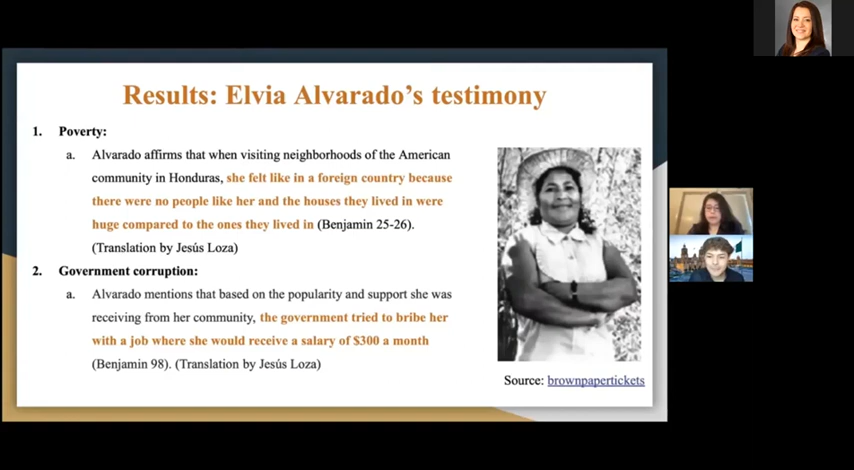 Results: Elvia Alvarado's testimony
1. Poverty:
a. Alvarado affirms that when visiting neighborhoods of the American
community in Honduras, she felt like in a foreign country because
there were no people like her and the houses they lived in were
huge compared to the ones they lived in (Benjamin 25-26).
(Translation by Jesús Loza)
2. Government corruption:
a. Alvarado mentions that based on the popularity and support she was
receiving from her community, the government tried to bribe her
with a job where she would receive a salary of $300 a month
(Benjamin 98). (Translation by Jesús Loza)
Source: brownpapertickets